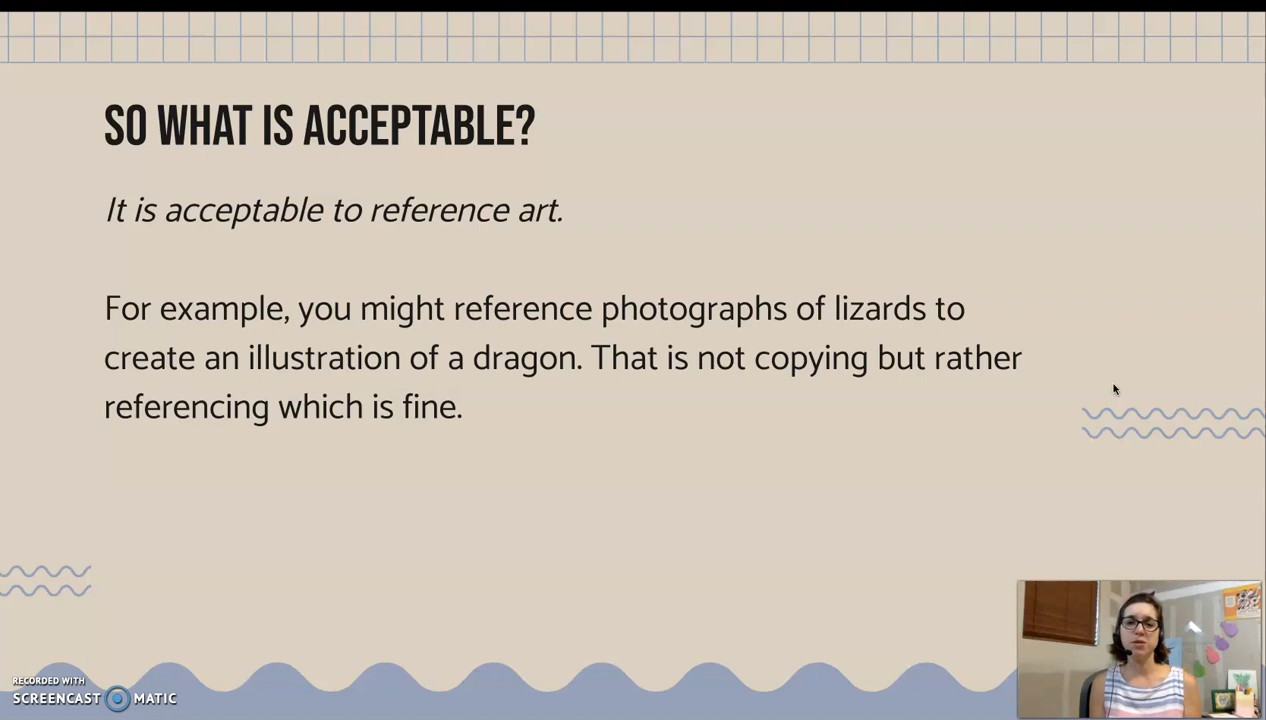 SO WHAT IS ACCEPTABLE?
It is acceptable to reference art.
For example, you might reference photographs of lizards to
create an illustration of a dragon. That is not copying but rather
referencing which is fine.
RECORDED WITH
SCREENCAST MATIC